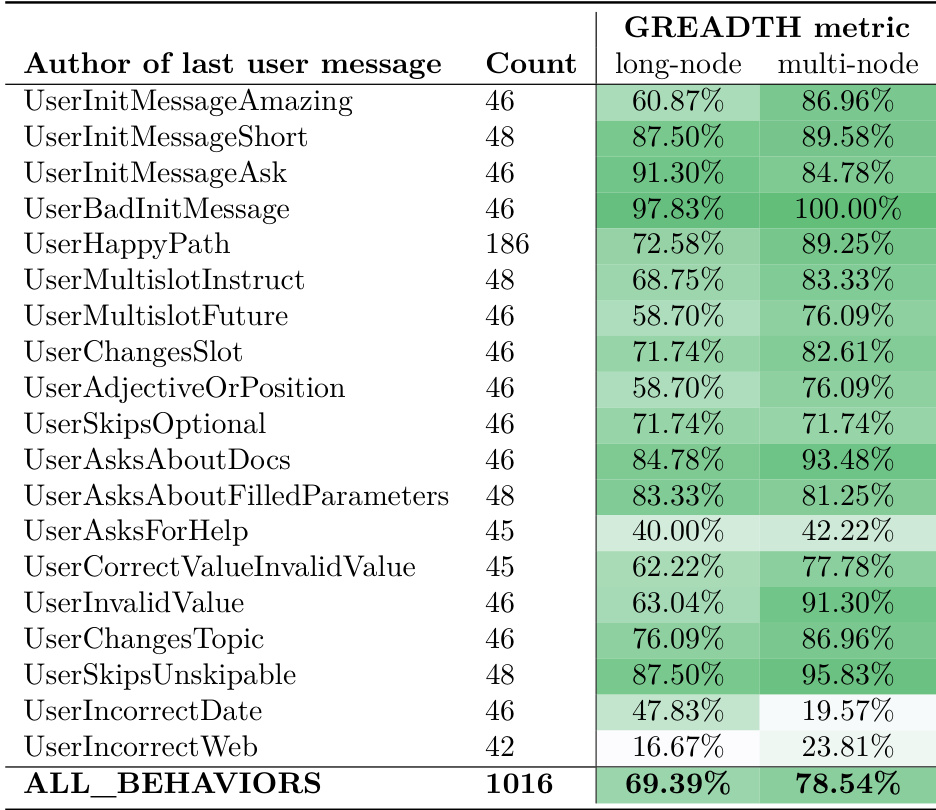 GREADTH metric
Author of last user message Count long-node multi-node
UserInitMessageAmazing 46 60.87% 86.96%
UserInitMessageShort 48 87.50% 89.58%
UserInitMessageAsk 46 91.30% 84.78%
UserBadInitMessage 46 97.83% 100.00%
UserHappyPath 186 72.58% 89.25%
UserMultislotInstruct 48 68.75% 83.33%
UserMultislotFuture 46 58.70% 76.09%
UserChangesSlot 46 71.74% 82.61%
UserAdjectiveOrPosition 46 58.70% 76.09%
UserSkipsOptional 46 71.74% 71.74%
UserAsksAboutDocs 46 84.78% 93.48%
UserAsksAboutFilledParameters 48 83.33% 81.25%
UserAsksForHelp 45 40.00% 42.22%
UserCorrectValueInvalidValue 45 62.22% 77.78%
UserInvalidValue 46 63.04% 91.30%
UserChangesTopic 46 76.09% 86.96%
UserSkipsUnskipable 48 87.50% 95.83%
UserIncorrectDate 46 47.83% 19.57%
UserIncorrectWeb 42 16.67% 23.81%
ALL_BEHAVIORS 1016 69.39% 78.54%